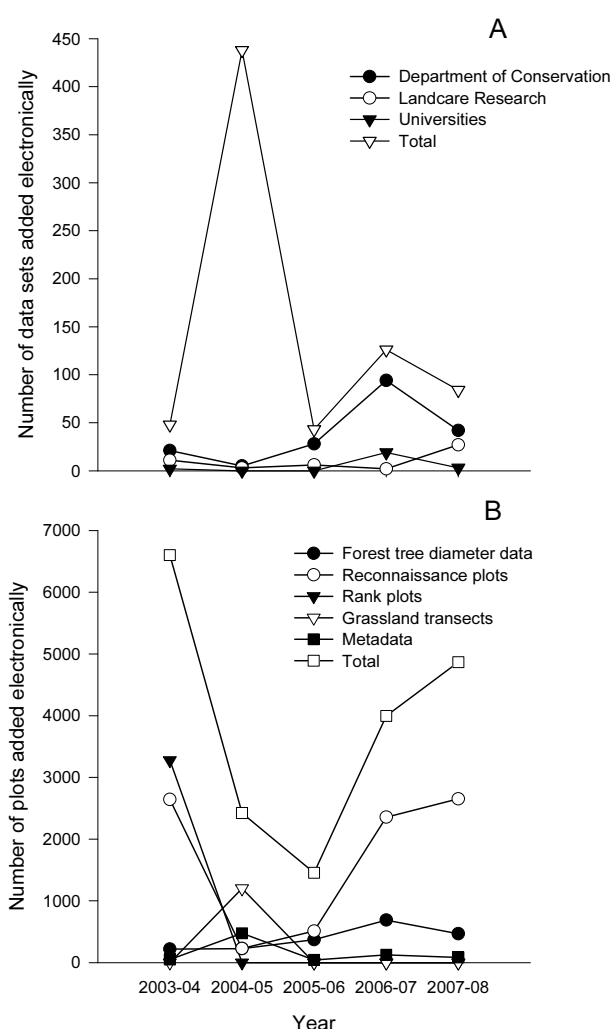 A
450
400
350
300
250
200
150
100
50
0
Number of data sets added electronically
Department of Conservation
Landcare Research
Universities
Total
B
7000
6000
5000
4000
3000
2000
1000
0
Number of plots added electronically
Forest tree diameter data
Reconnaissance plots
Rank plots
Grassland transects
Metadata
Total
2003-04 2004-05 2005-06 2006-07 2007-08
Year